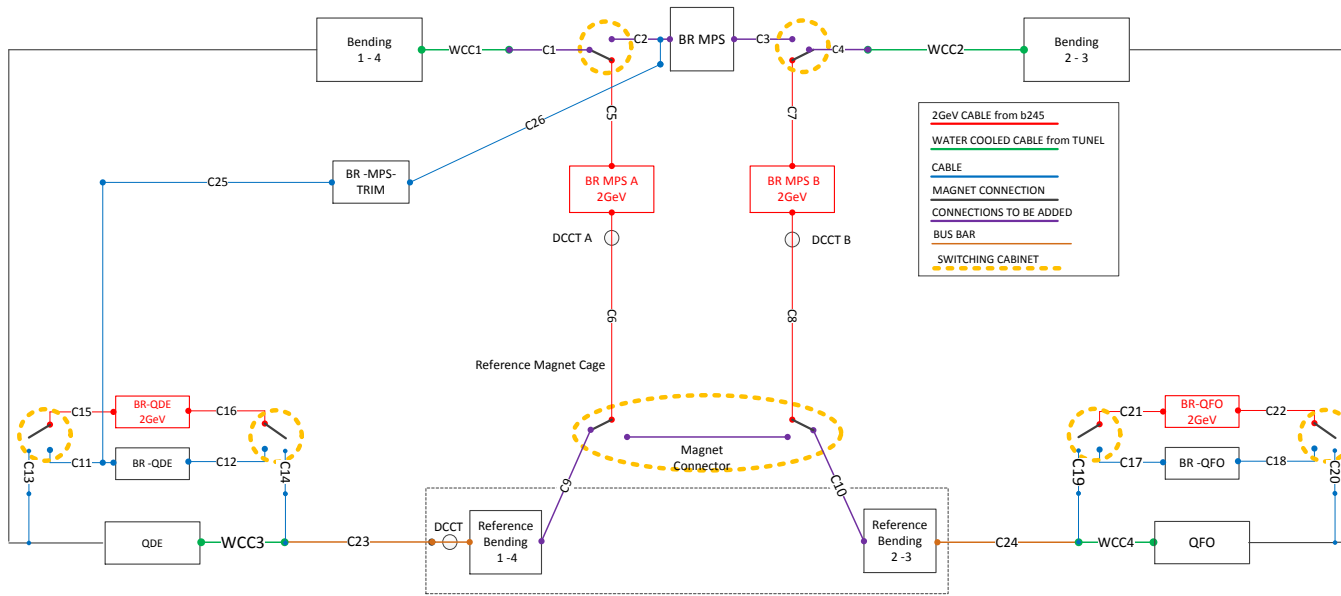 Bending
1 - 4
WCC1
C1
C2
BR MPS
C3
C4
WCC2
Bending
2 - 3
C5
C7
C26
2GeV CABLE from b245
WATER COOLED CABLE from TUNEL
CABLE
MAGNET CONNECTION
CONNECTIONS TO BE ADDED
BUS BAR
SWITCHING CABINET
C25
BR -MPS-
TRIM
BR MPS A
2GeV
BR MPS B
2GeV
DCCT A
DCCT B
C6
C8
Reference Magnet Cage
C15
BR-QDE
2GeV
C16
C21
BR-QFO
2GeV
C22
Magnet
Connector
C13
C11
BR -QDE
C12
C14
C9
C10
C19
C17
BR -QFO
C18
C20
QDE
WCC3
C23
DCCT
Reference
Bending
1 -4
Reference
Bending
2 -3
C24
WCC4
QFO